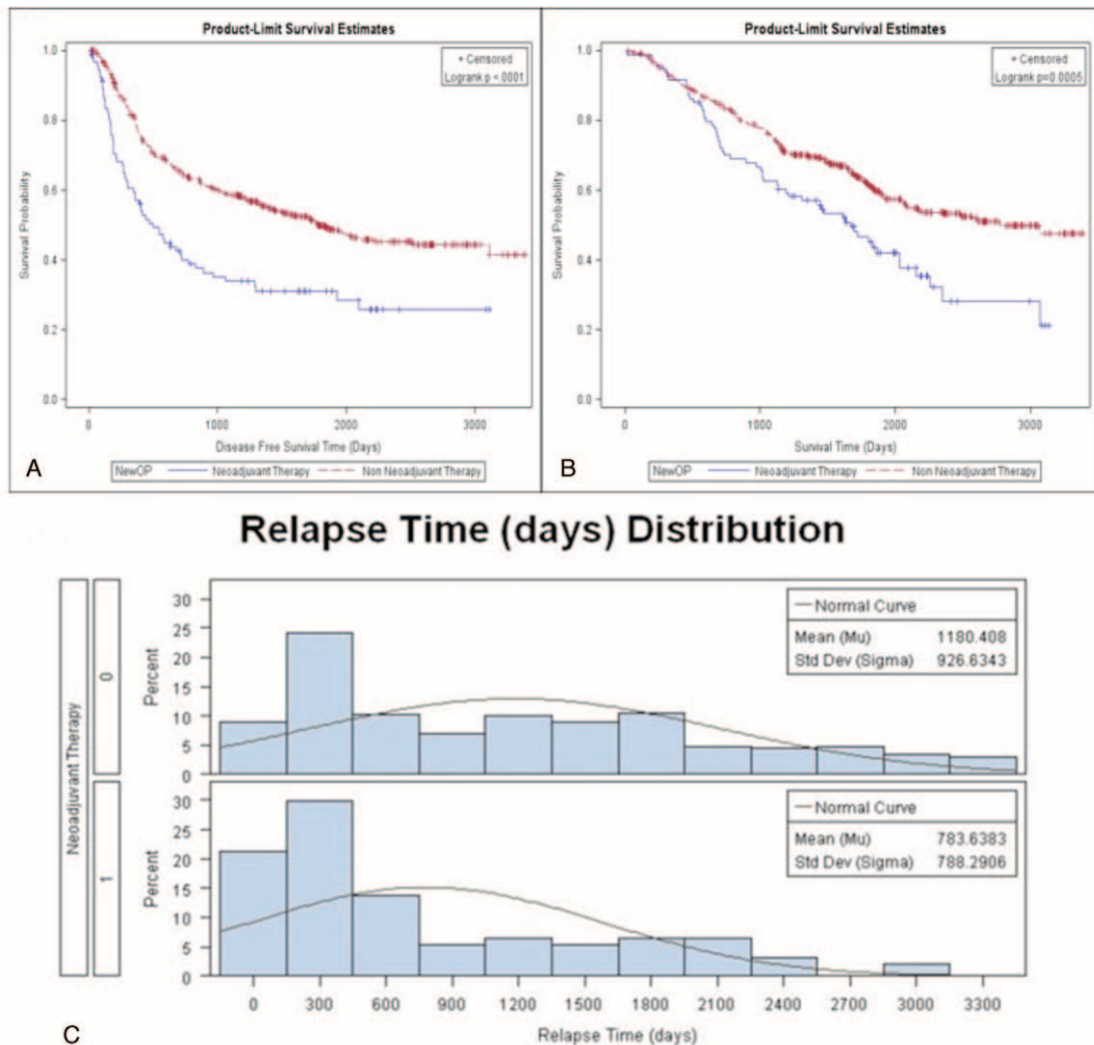 Product-Limit Survival Estimates
+ Censored
Logrank p <.0001
1.0
0.8
0.6
0.4
0.2
0.0
Survival Probability
0 1000 2000 3000
Disease Free Survival Time (Days)
A
NewOP Neoadjuvant Therapy Non Neoadjuvant Therapy
Product-Limit Survival Estimates
+ Censored
Logrank p=0.0005
1.0
0.8
0.6
0.4
0.2
0.0
Survival Probability
0 1000 2000 3000
Survival Time (Days)
B
NewOP Neoadjuvant Therapy Non Neoadjuvant Therapy
Relapse Time (days) Distribution
Neoadjuvant Therapy
0
Percent
30
25
20
15
10
5
0
Normal Curve
Mean (Mu) 1180.408
Std Dev (Sigma) 926.6343
1
Percent
30
25
20
15
10
5
0
Normal Curve
Mean (Mu) 783.6383
Std Dev (Sigma) 788.2906
0 300 600 900 1200 1500 1800 2100 2400 2700 3000 3300
Relapse Time (days)
C